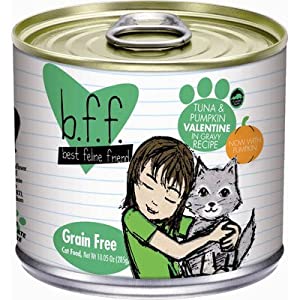 b.f.f.
best feline friend
TUNA &
PUMPKIN
VALENTINE
IN GRAVY
RECIPE
NOW WITH
PUMPKIN
Grain Free
Cat Food, Net Wt 10.05 Oz (285g